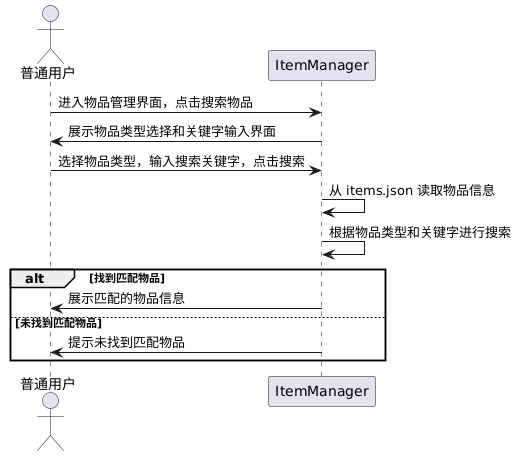 普通用户
ItemManager
进入物品管理界面，点击搜索物品
展示物品类型选择和关键字输入界面
选择物品类型，输入搜索关键字，点击搜索
从 items.json 读取物品信息
根据物品类型和关键字进行搜索
alt [找到匹配物品]
展示匹配的物品信息
[未找到匹配物品]
提示未找到匹配物品
普通用户
ItemManager